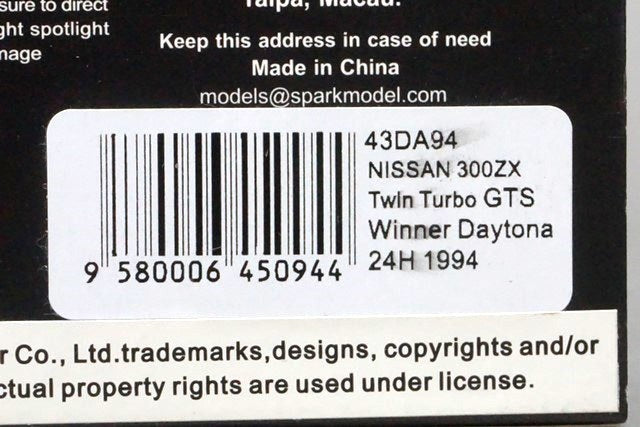 sure to direct
ght spotlight
mage
Taipa, Macau.
Keep this address in case of need
Made in China
models@sparkmodel.com
43DA94
NISSAN 300ZX
Twin Turbo GTS
Winner Daytona
24H 1994
9 580006 450944
r Co., Ltd.trademarks,designs, copyrights and/or
ctual property rights are used under license.